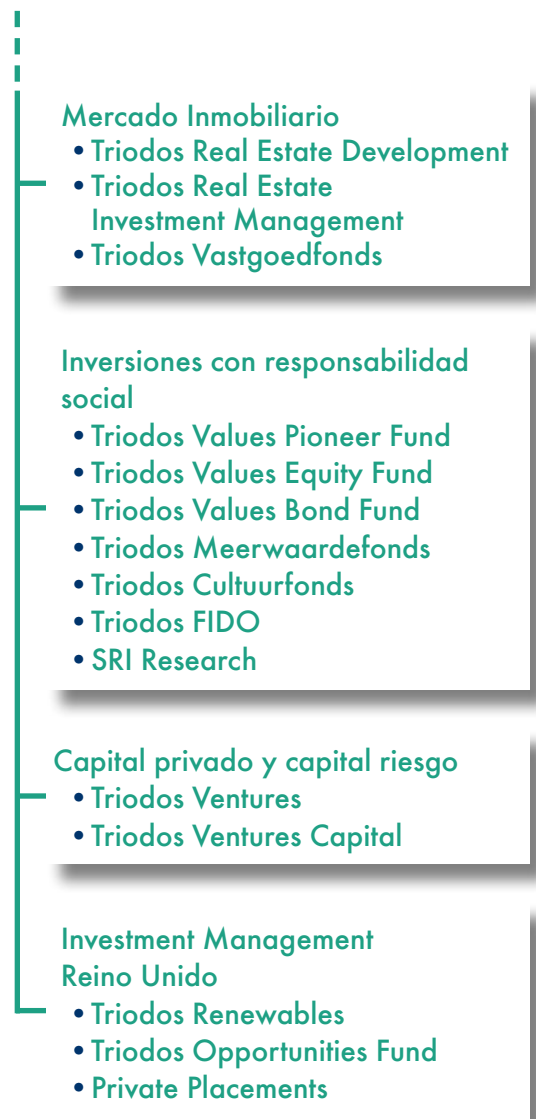 Mercado Inmobiliario
• Triodos Real Estate Development
• Triodos Real Estate
Investment Management
• Triodos Vastgoedfonds
Inversiones con responsabilidad
social
• Triodos Values Pioneer Fund
• Triodos Values Equity Fund
• Triodos Values Bond Fund
• Triodos Meerwaardefonds
• Triodos Cultuurfonds
• Triodos FIDO
• SRI Research
Capital privado y capital riesgo
• Triodos Ventures
• Triodos Ventures Capital
Investment Management
Reino Unido
• Triodos Renewables
• Triodos Opportunities Fund
• Private Placements